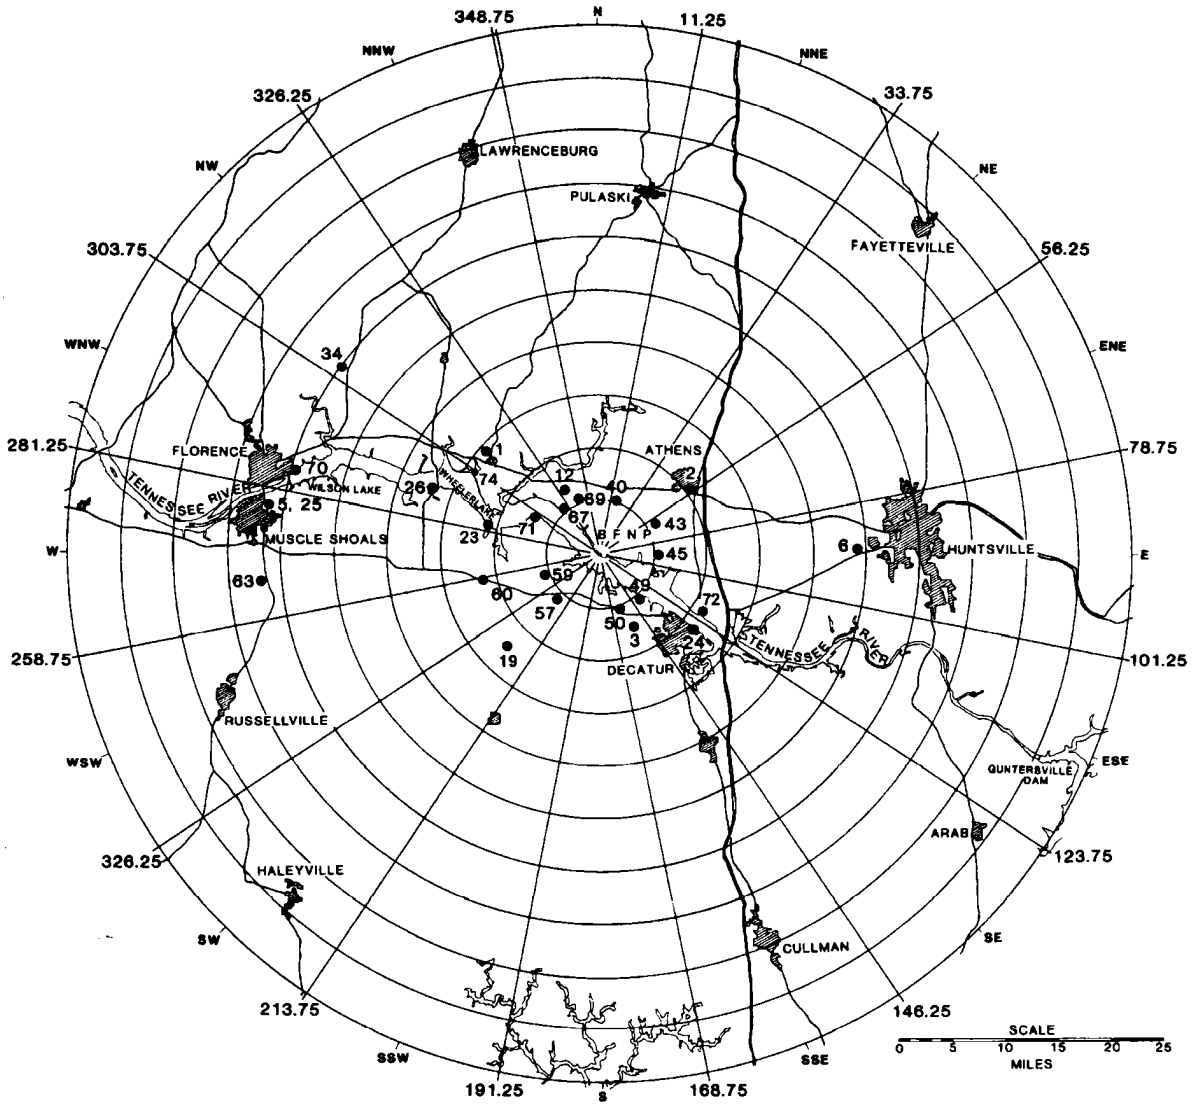 N
348.75
11.25
NNW
NNE
326.25
33.75
LAWRENCEBURG
NW
NE
PULASKI
FAYETTEVILLE
303.75
56.25
WNW
ENE
34
281.25
FLORENCE
1
ATHENS
78.75
70
74
2
TENNESSEE RIVER
WILSON LAKE
26
WHEELER LAKE
12
69
40
5, 25
67
71
43
MUSCLE SHOALS
23
BFNP
6
HUNTSVILLE
W
45
E
63
59
60
49
57
72
50
3
24
TENNESSEE RIVER
258.75
19
DECATUR
101.25
RUSSELLVILLE
WSW
GUNTERSVILLE
DAM
ESE
ARAB
326.25
123.75
HALEYVILLE
SW
SE
CULLMAN
213.75
146.25
SCALE
0 5 10 15 20 25
MILES
SSW
SSE
191.25
168.75
S